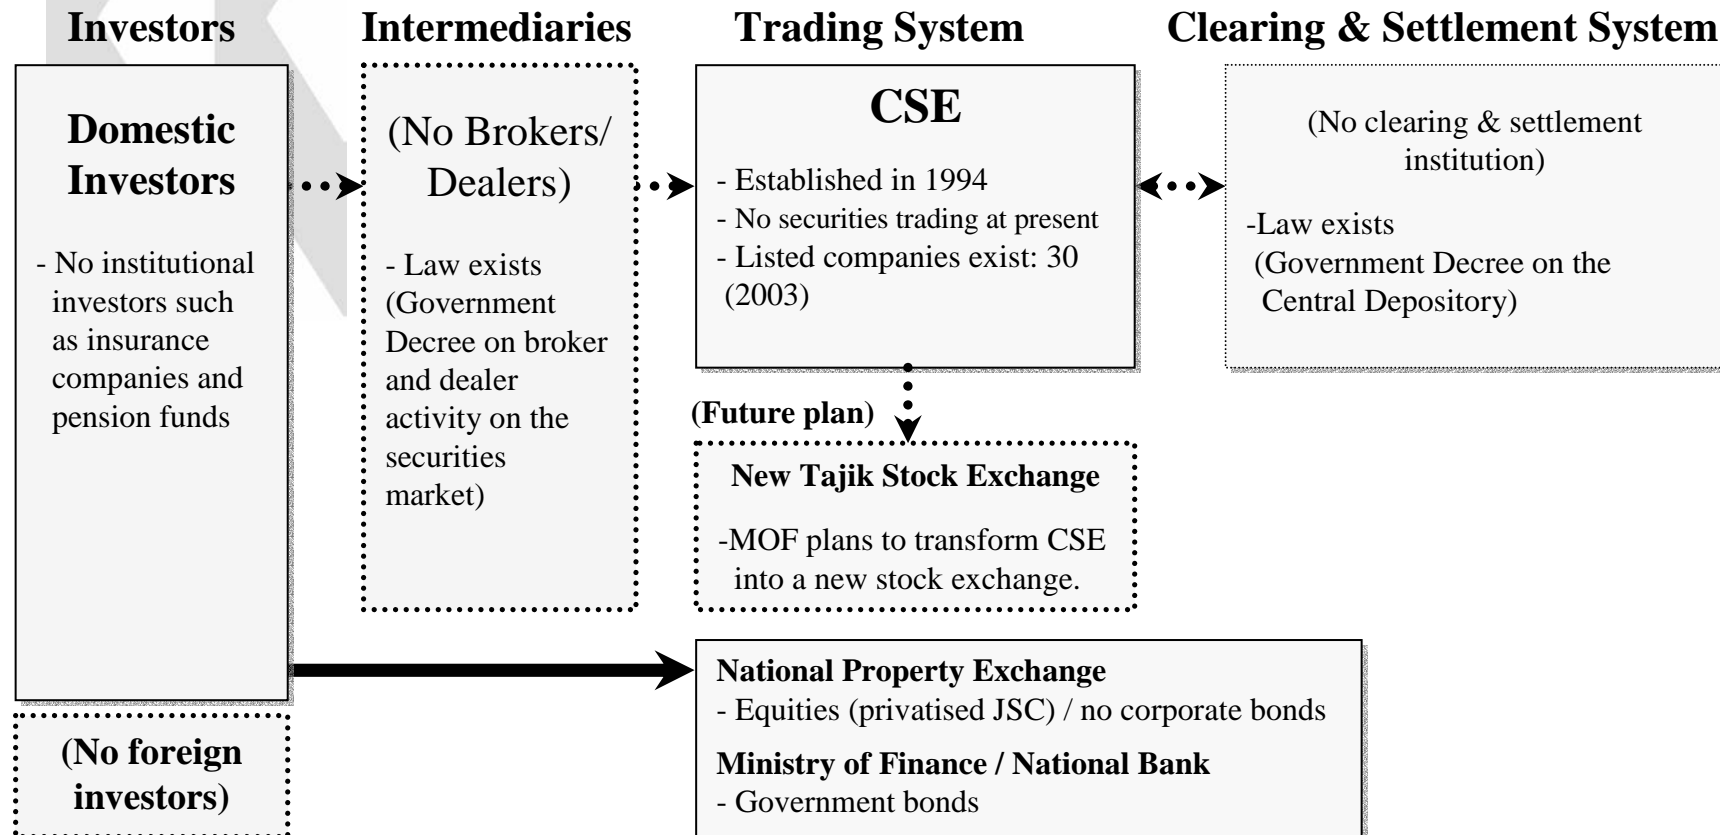 Investors
Intermediaries
Trading System
Clearing & Settlement System
Domestic
Investors
- No institutional
investors such
as insurance
companies and
pension funds
(No foreign
investors)
(No Brokers/
Dealers)
- Law exists
(Government
Decree on broker
and dealer
activity on the
securities
market)
CSE
- Established in 1994
- No securities trading at present
- Listed companies exist: 30
(2003)
(Future plan)
New Tajik Stock Exchange
-MOF plans to transform CSE
into a new stock exchange.
National Property Exchange
- Equities (privatised JSC) / no corporate bonds
Ministry of Finance / National Bank
- Government bonds
(No clearing & settlement
institution)
-Law exists
(Government Decree on the
Central Depository)